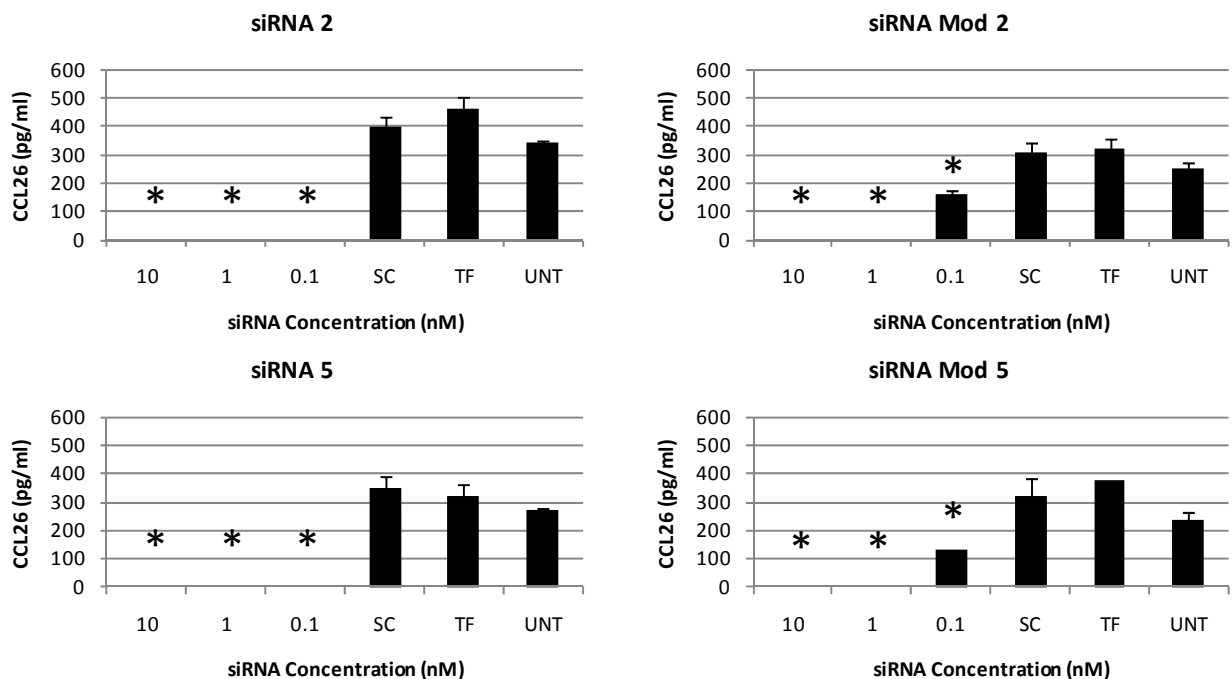 siRNA 2
600
500
400
300
200
100
0
CCL26 (pg/ml)
* * *
10 1 0.1 SC TF UNT
siRNA Concentration (nM)
siRNA Mod 2
600
500
400
300
200
100
0
CCL26 (pg/ml)
* * *
10 1 0.1 SC TF UNT
siRNA Concentration (nM)
siRNA 5
600
500
400
300
200
100
0
CCL26 (pg/ml)
* * *
10 1 0.1 SC TF UNT
siRNA Concentration (nM)
siRNA Mod 5
600
500
400
300
200
100
0
CCL26 (pg/ml)
* * *
10 1 0.1 SC TF UNT
siRNA Concentration (nM)